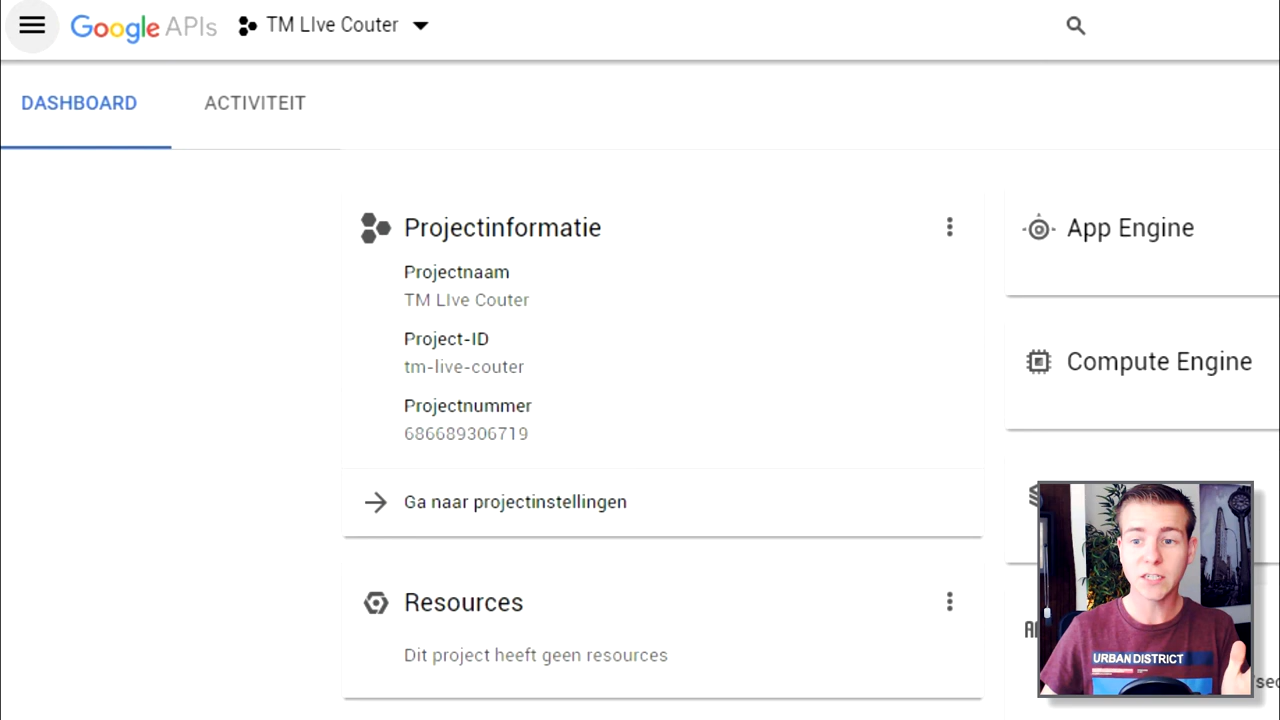 Google APIs TM LIve Couter
DASHBOARD ACTIVITEIT
Projectinformatie
Projectnaam
TM LIve Couter
Project-ID
tm-live-couter
Projectnummer
686689306719
Ga naar projectinstellingen
Resources
Dit project heeft geen resources
App Engine
Compute Engine
URBAN DISTRICT